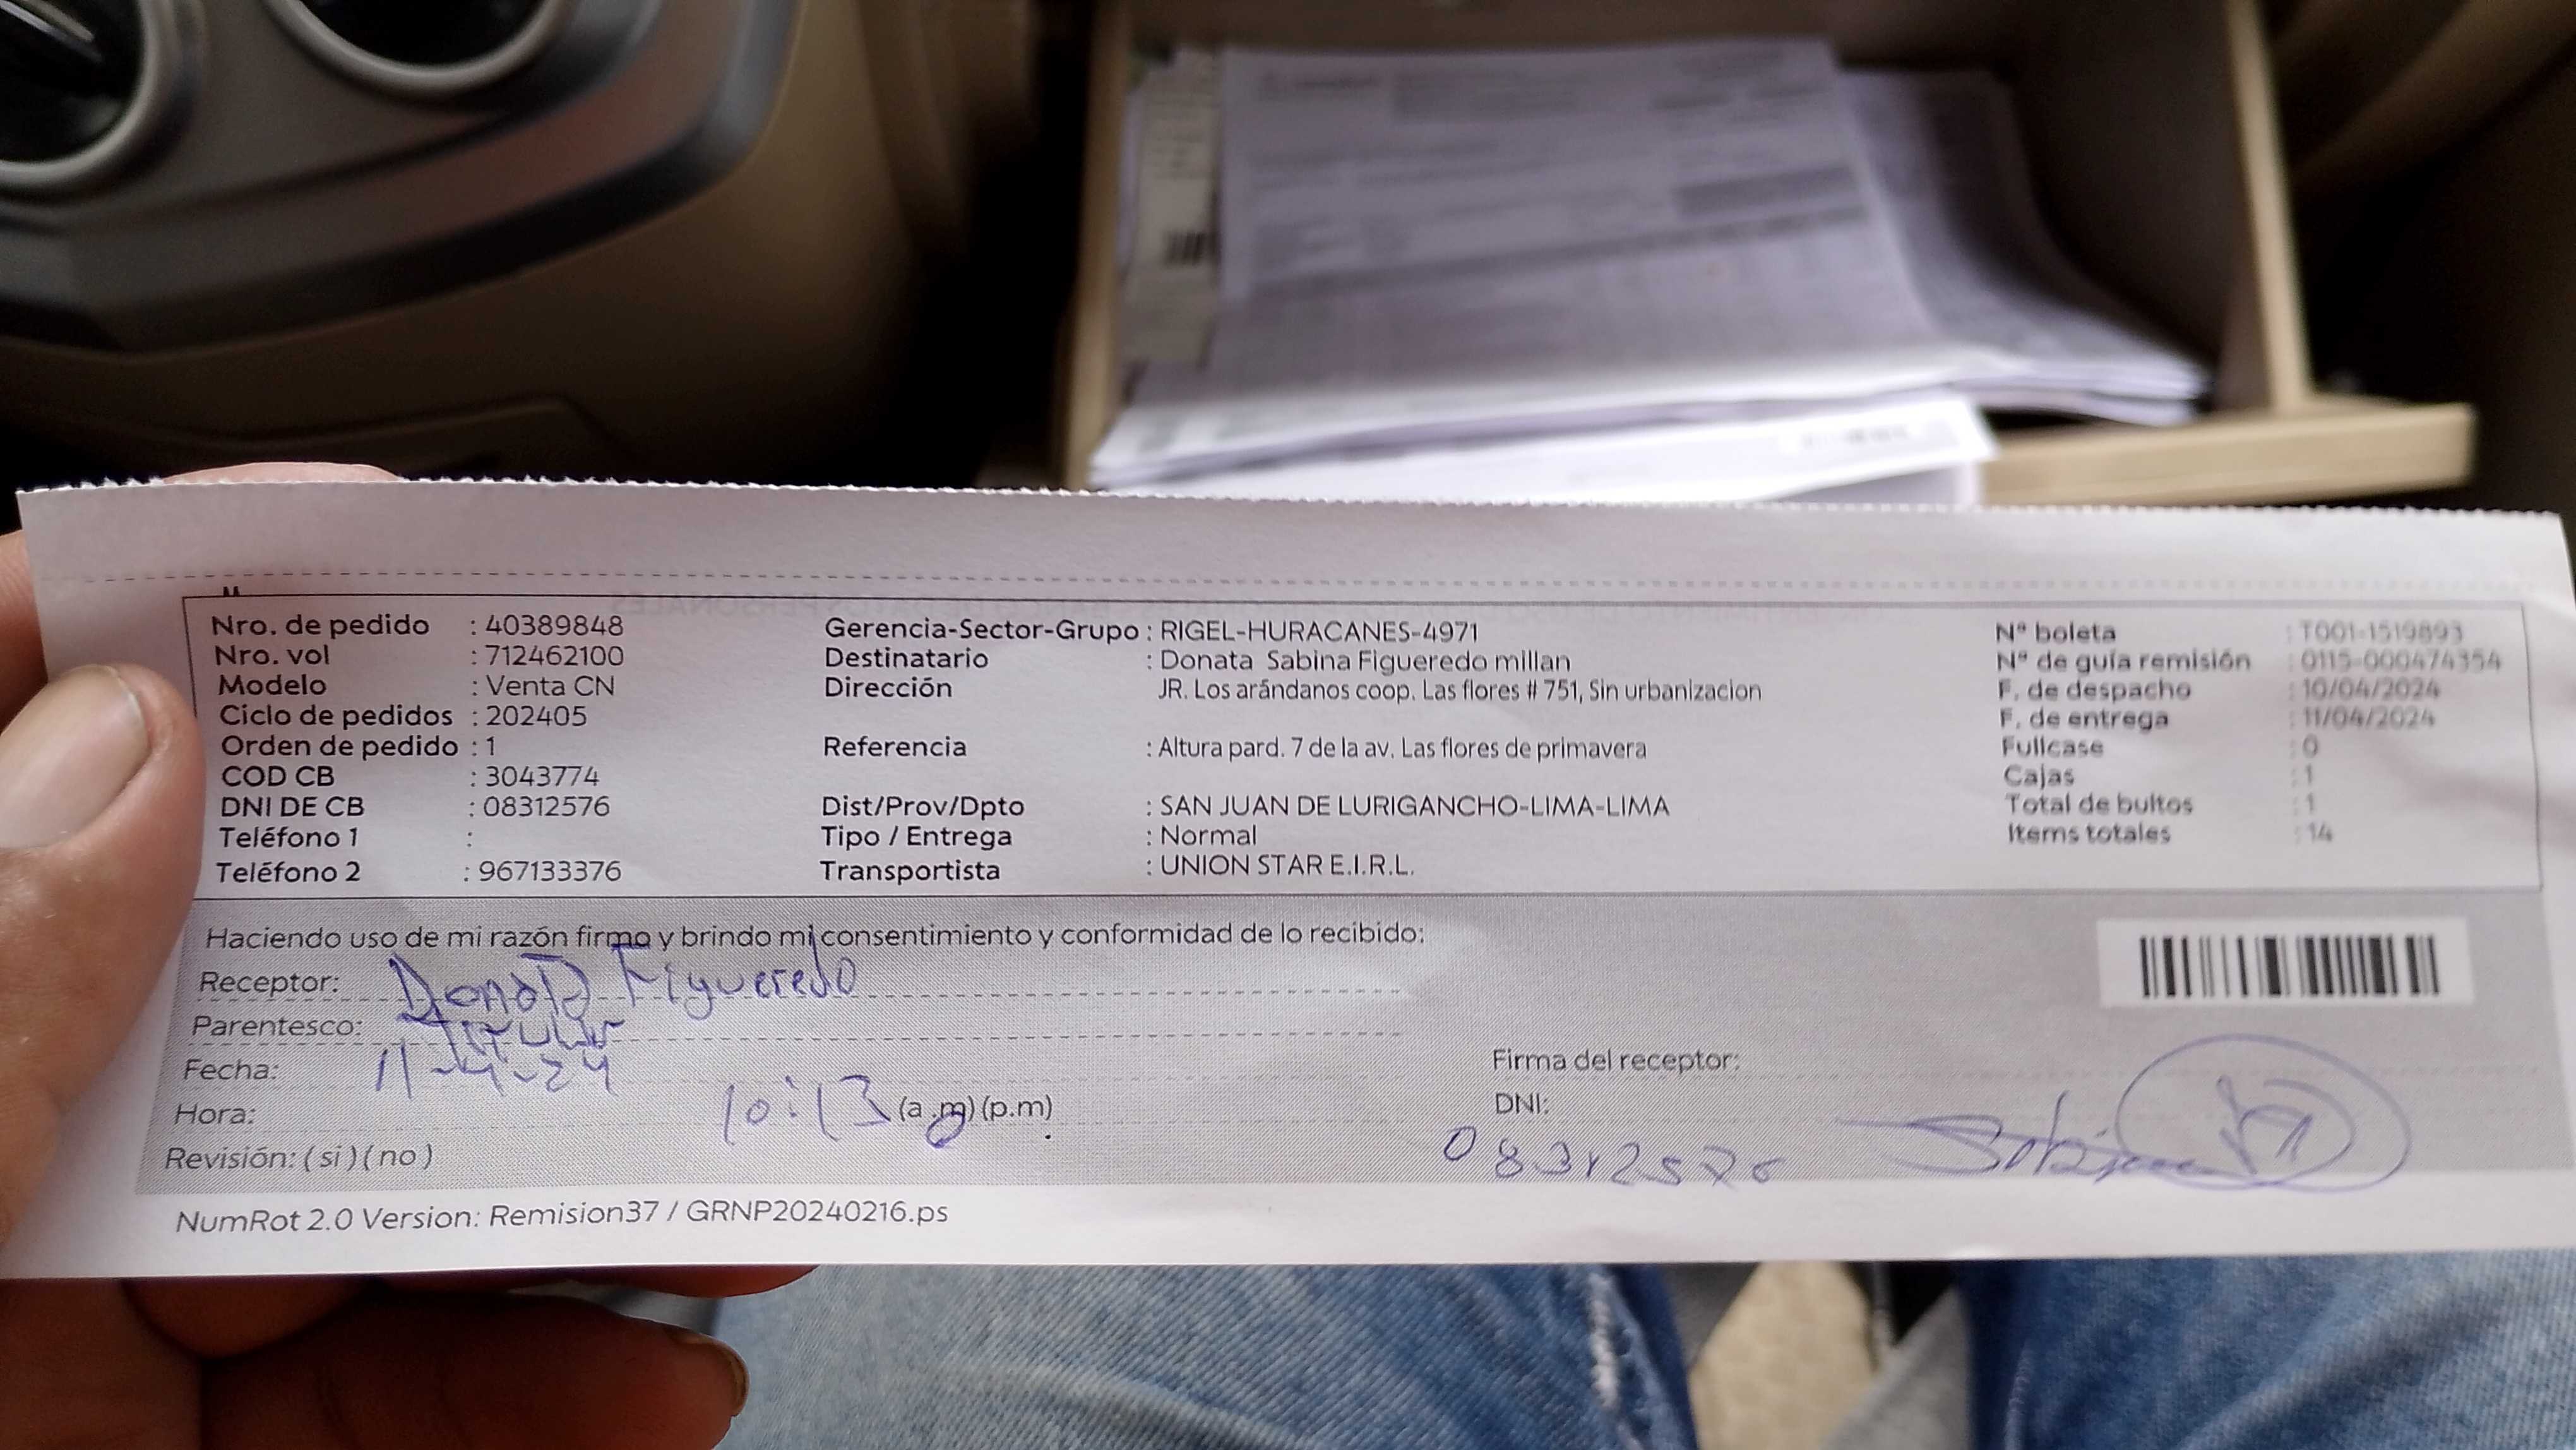 Nro. de pedido : 40389848
Nro. vol : 712462100
Modelo : Venta CN
Ciclo de pedidos : 202405
Orden de pedido : 1
COD CB : 3043774
DNI DE CB : 08312576
Teléfono 1 :
Teléfono 2 : 967133376
Gerencia-Sector-Grupo : RIGEL-HURACANES-4971
Destinatario : Donata Sabina Figueredo millan
Dirección JR. Los arándanos coop. Las flores # 751, Sin urbanizacion
Referencia : Altura pard. 7 de la av. Las flores de primavera
Dist/Prov/Dpto : SAN JUAN DE LURIGANCHO-LIMA-LIMA
Tipo / Entrega : Normal
Transportista : UNION STAR E.I.R.L.
N° boleta : T001-1519893
N° de guía remisión : 0115-000474354
F. de despacho : 10/04/2024
F. de entrega : 11/04/2024
Fullcase : 0
Cajas : 1
Total de bultos : 1
Items totales : 14
Haciendo uso de mi razón firmo y brindo mi consentimiento y conformidad de lo recibido:
Receptor: Donata Figueredo
Parentesco: Titular
Fecha: 11-4-24
Hora: 10:13 (a.m) (p.m)
Revisión: ( si ) ( no )
Firma del receptor:
DNI:
08312576
Sabina
NumRot 2.0 Version: Remision37 / GRNP20240216.ps